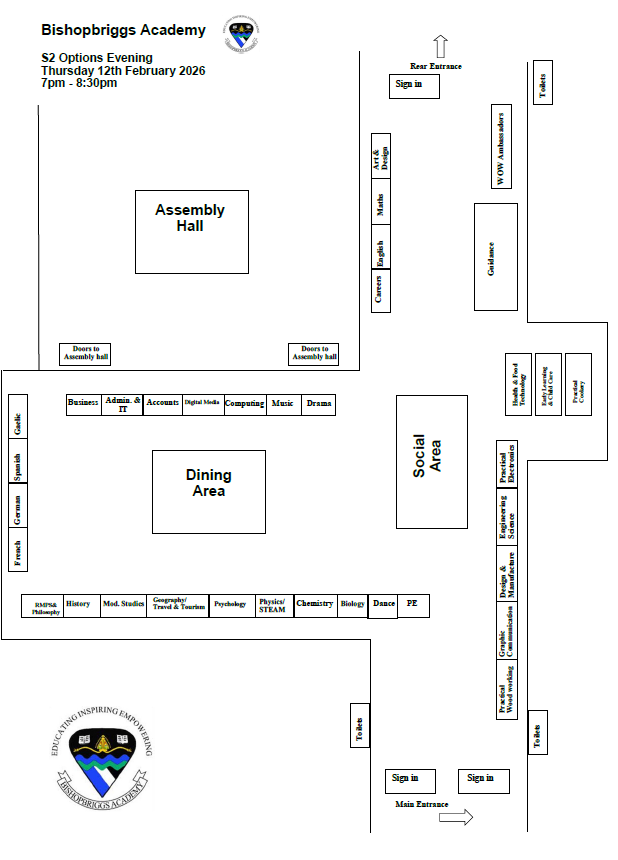 Bishopbriggs Academy
S2 Options Evening
Thursday 12th February 2026
7pm - 8:30pm
Rear Entrance
Sign in
Toilets
WOW Ambassadors
Art &
Design
Maths
English
Careers
Guidance
Assembly
Hall
Doors to
Assembly hall
Doors to
Assembly hall
Health & Food
Technology
Early Learning
& Child Care
Practical
Cookery
Business
Admin. &
IT
Accounts
Digital Media
Computing
Music
Drama
Gaelic
Spanish
German
French
Dining
Area
Social
Area
Practical
Electronics
Engineering
Science
Design &
Manufacture
Graphic
Communication
Practical
Wood working
RMPS&
Philosophy
History
Mod. Studies
Geography/
Travel & Tourism
Psychology
Physics/
STEAM
Chemistry
Biology
Dance
PE
Toilets
Toilets
EDUCATING INSPIRING EMPOWERING
BISHOPBRIGGS ACADEMY
Sign in
Sign in
Main Entrance